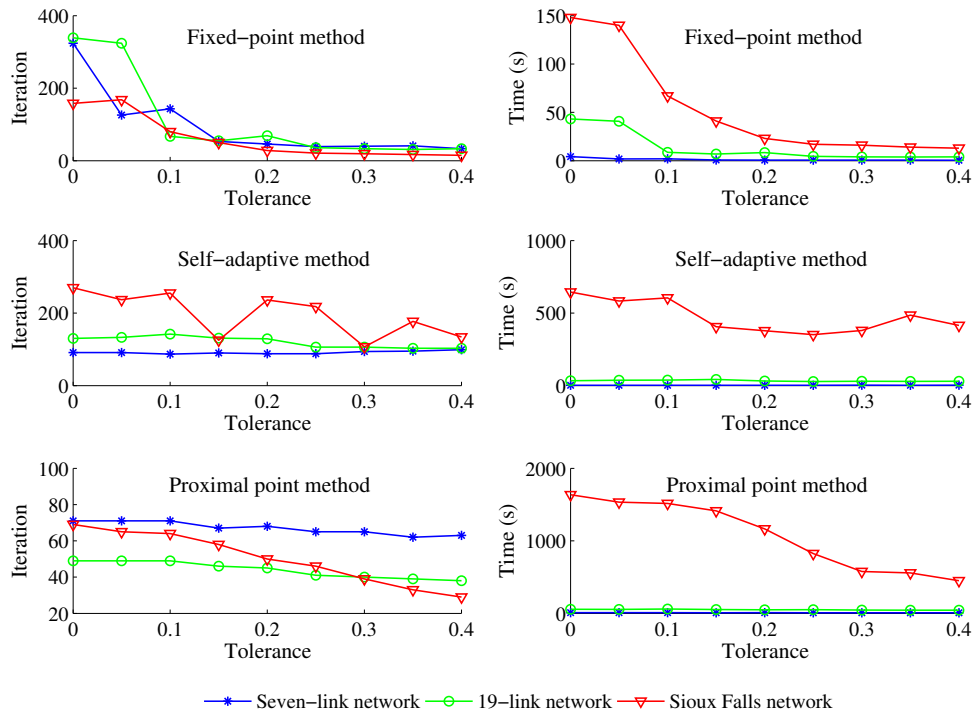 Fixed−point method
Iteration
400
200
0
0 0.1 0.2 0.3 0.4
Tolerance
Fixed−point method
Time (s)
150
100
50
0
0 0.1 0.2 0.3 0.4
Tolerance
Self−adaptive method
Iteration
400
200
0
0 0.1 0.2 0.3 0.4
Tolerance
Self−adaptive method
Time (s)
1000
500
0
0 0.1 0.2 0.3 0.4
Tolerance
Proximal point method
Iteration
100
80
60
40
20
0 0.1 0.2 0.3 0.4
Tolerance
Proximal point method
Time (s)
2000
1000
0
0 0.1 0.2 0.3 0.4
Tolerance
Seven−link network 19−link network Sioux Falls network